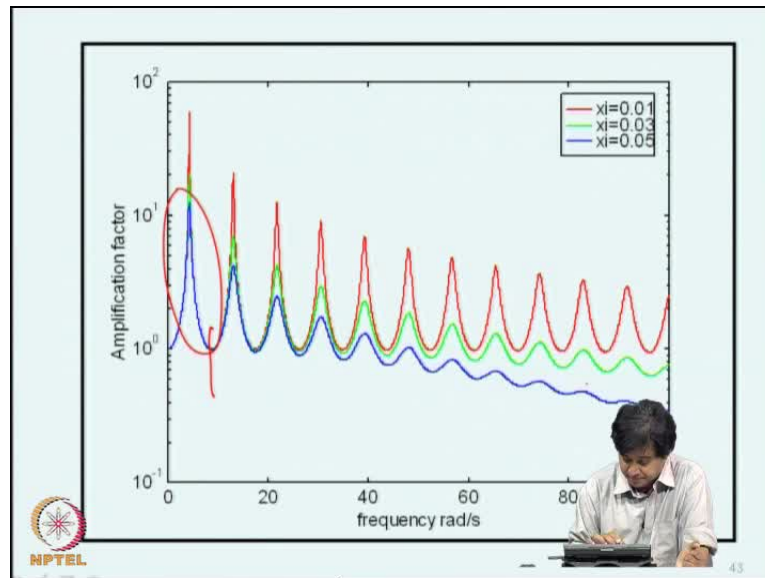 10²
10¹
10⁰
10⁻¹
Amplification factor
xi=0.01
xi=0.03
xi=0.05
0 20 40 60 80
frequency rad/s
NPTEL
43